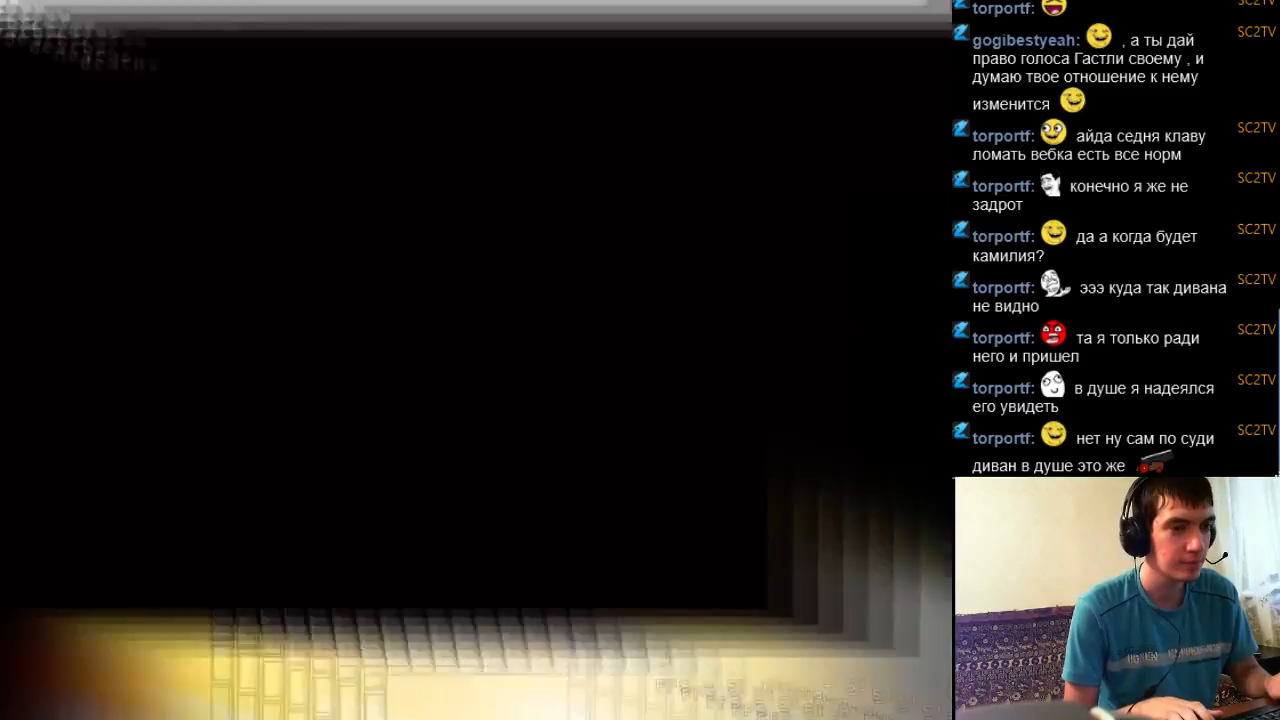 torportf:
SC2TV
gogibestyeah: , а ты дай
SC2TV
право голоса Гастли своему , и
думаю твое отношение к нему
изменится
torportf: айда седня клаву
SC2TV
ломать вебка есть все норм
torportf: конечно я же не
SC2TV
задрот
torportf: да а когда будет
SC2TV
камилия?
torportf: эээ куда так дивана
SC2TV
не видно
torportf: та я только ради
SC2TV
него и пришел
torportf: в душе я надеялся
SC2TV
его увидеть
torportf: нет ну сам по суди
SC2TV
диван в душе это же